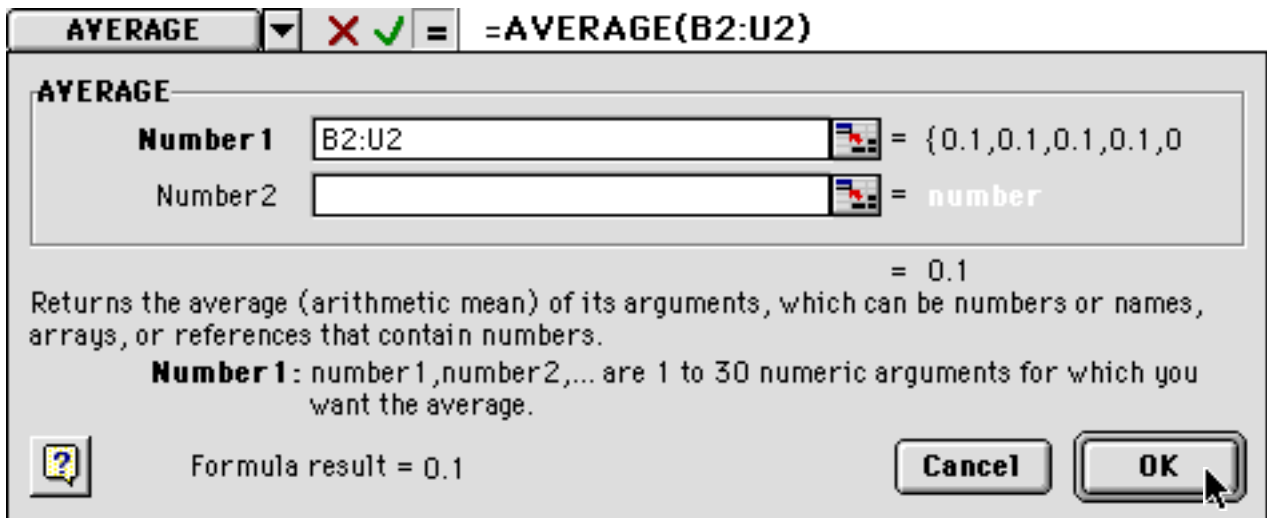 AVERAGE = =AVERAGE(B2:U2)
AVERAGE
Number1 B2:U2 = {0.1,0.1,0.1,0.1,0
Number2 = number
= 0.1
Returns the average (arithmetic mean) of its arguments, which can be numbers or names,
arrays, or references that contain numbers.
Number1: number1,number2,... are 1 to 30 numeric arguments for which you
want the average.
? Formula result = 0.1 Cancel OK